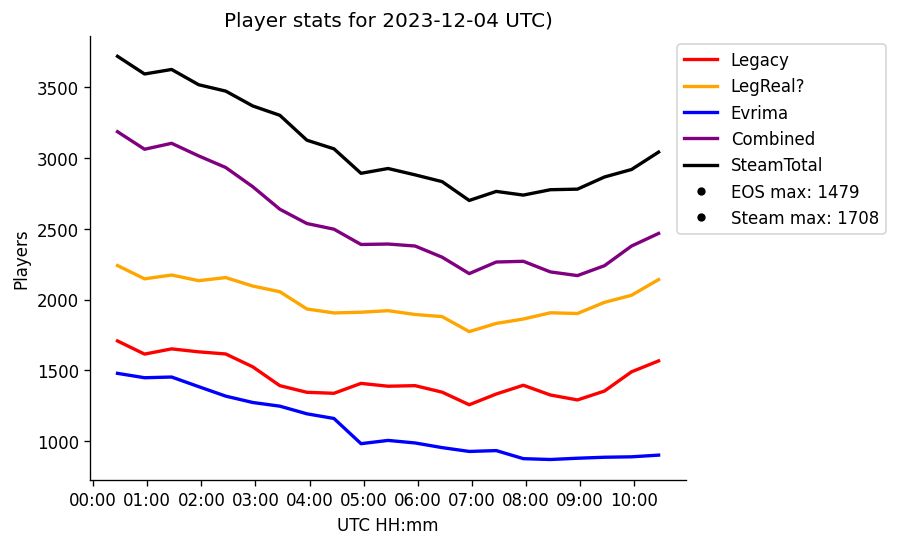 Player stats for 2023-12-04 UTC)
Legacy
LegReal?
Evrima
Combined
SteamTotal
EOS max: 1479
Steam max: 1708
Players
3500
3000
2500
2000
1500
1000
00:00 01:00 02:00 03:00 04:00 05:00 06:00 07:00 08:00 09:00 10:00
UTC HH:mm